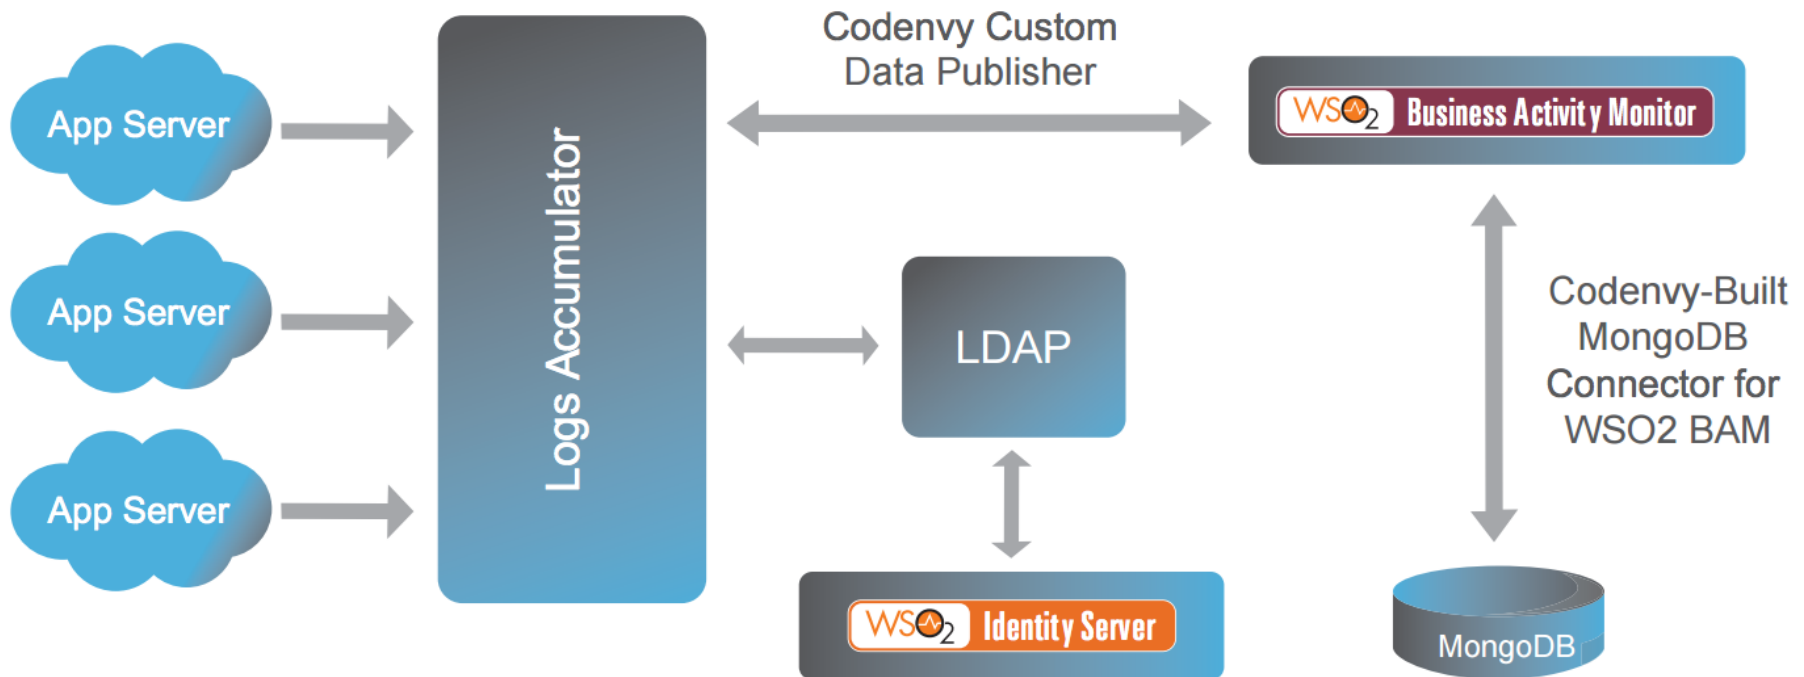 App Server
App Server
App Server
Logs Accumulator
Codenvy Custom
Data Publisher
WSO2 Business Activity Monitor
LDAP
Codenvy-Built
MongoDB
Connector for
WSO2 BAM
WSO2 Identity Server
MongoDB